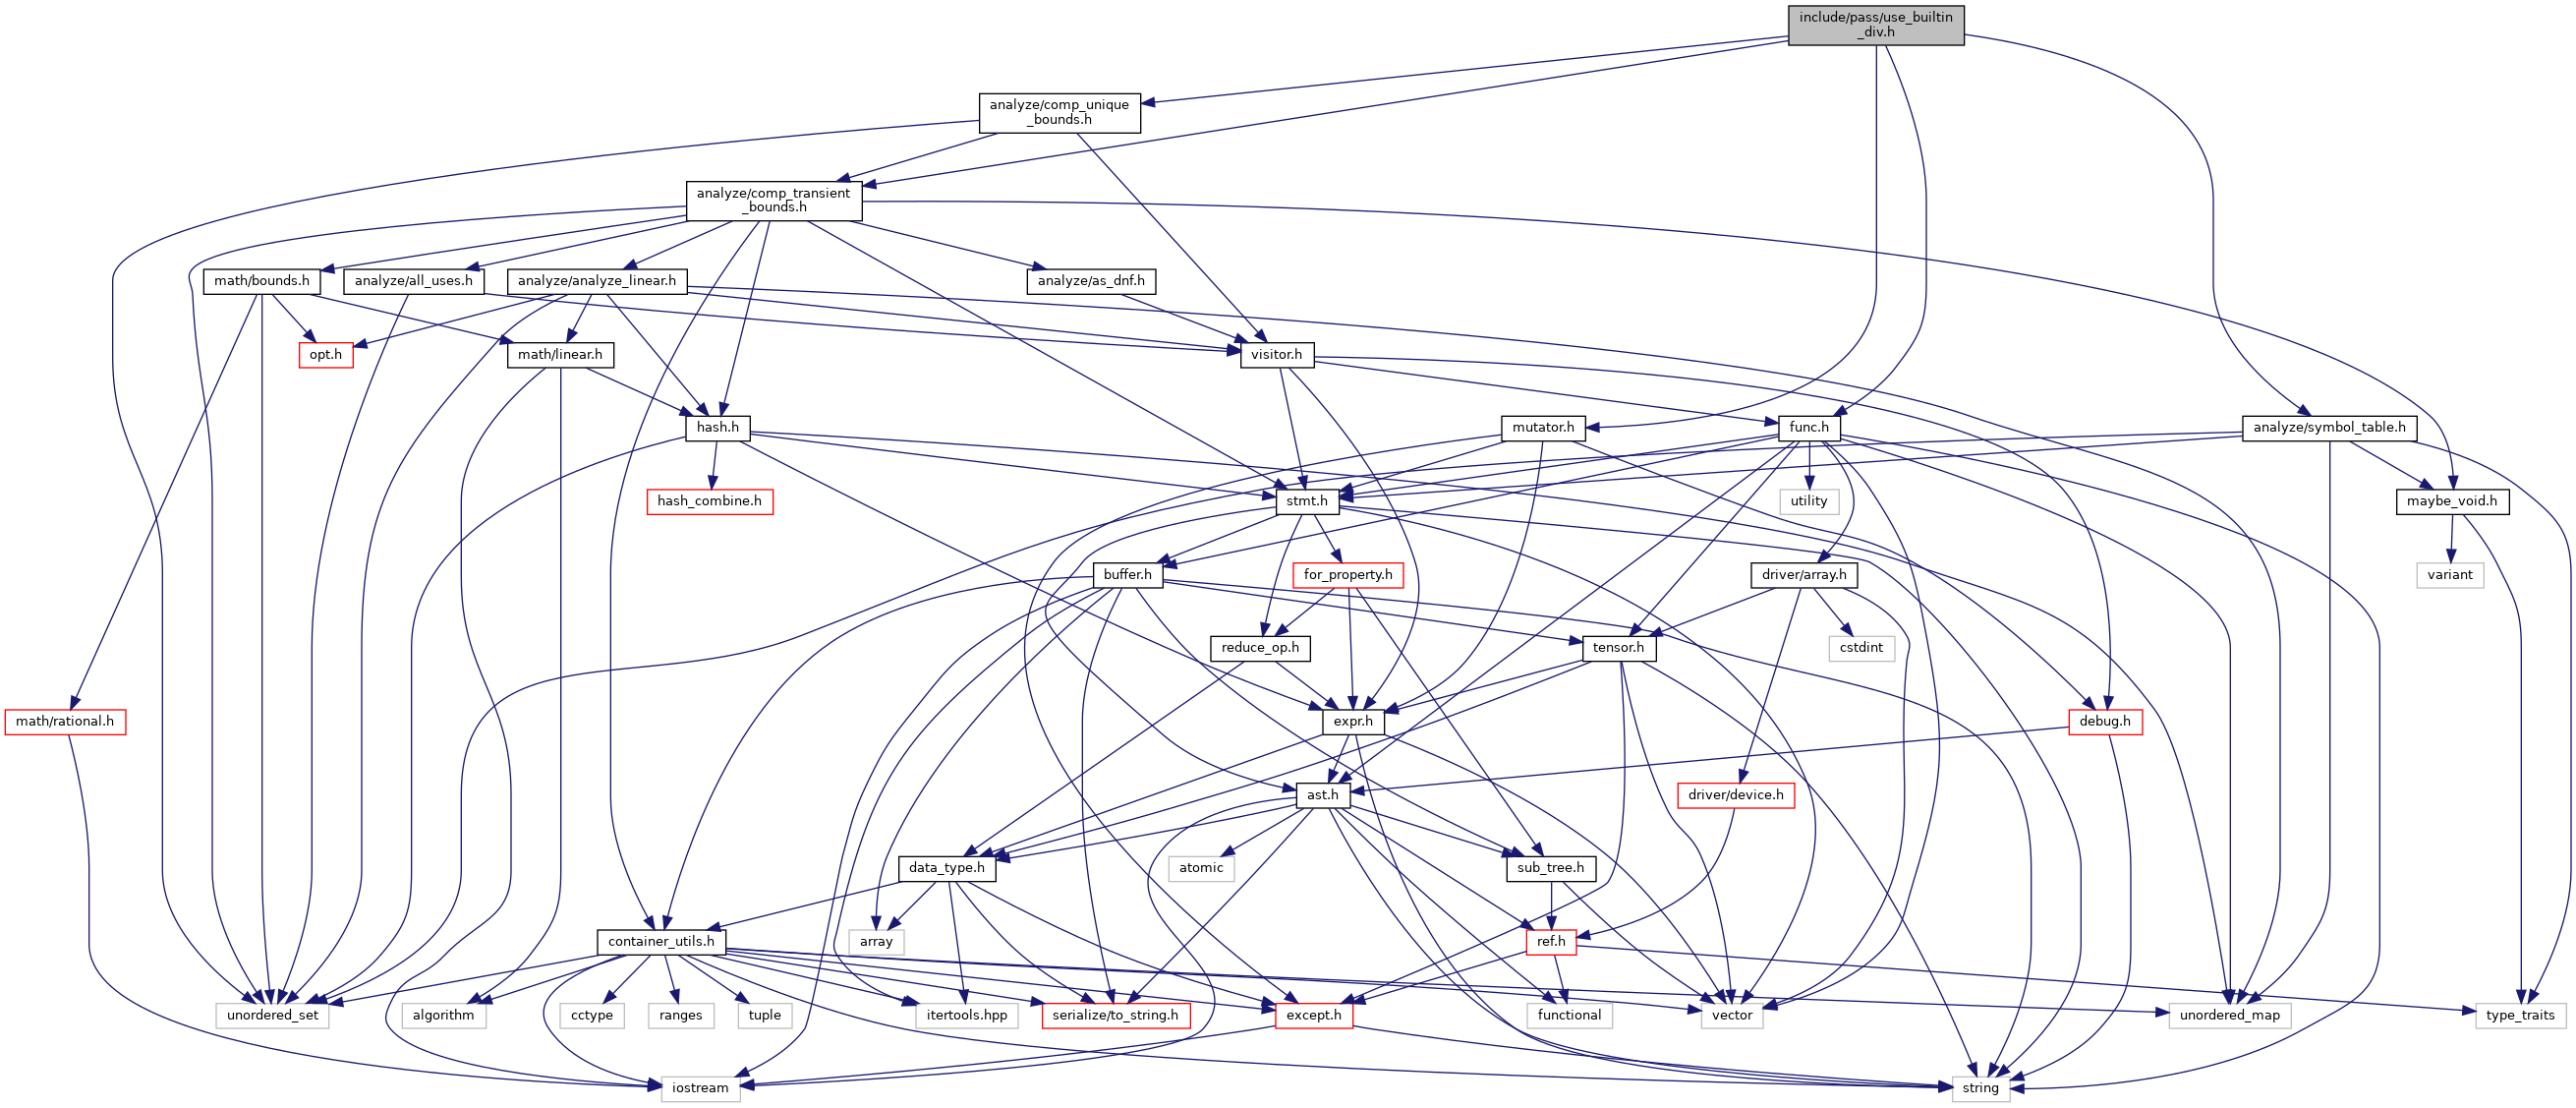 include/pass/use_builtin
_div.h
analyze/comp_unique
_bounds.h
analyze/comp_transient
_bounds.h
math/bounds.h
analyze/all_uses.h
analyze/analyze_linear.h
analyze/as_dnf.h
opt.h
math/linear.h
visitor.h
hash.h
mutator.h
func.h
analyze/symbol_table.h
hash_combine.h
stmt.h
utility
maybe_void.h
buffer.h
for_property.h
driver/array.h
variant
reduce_op.h
tensor.h
cstdint
math/rational.h
expr.h
debug.h
ast.h
driver/device.h
data_type.h
atomic
sub_tree.h
container_utils.h
array
ref.h
unordered_set
algorithm
cctype
ranges
tuple
itertools.hpp
serialize/to_string.h
except.h
functional
vector
unordered_map
type_traits
iostream
string